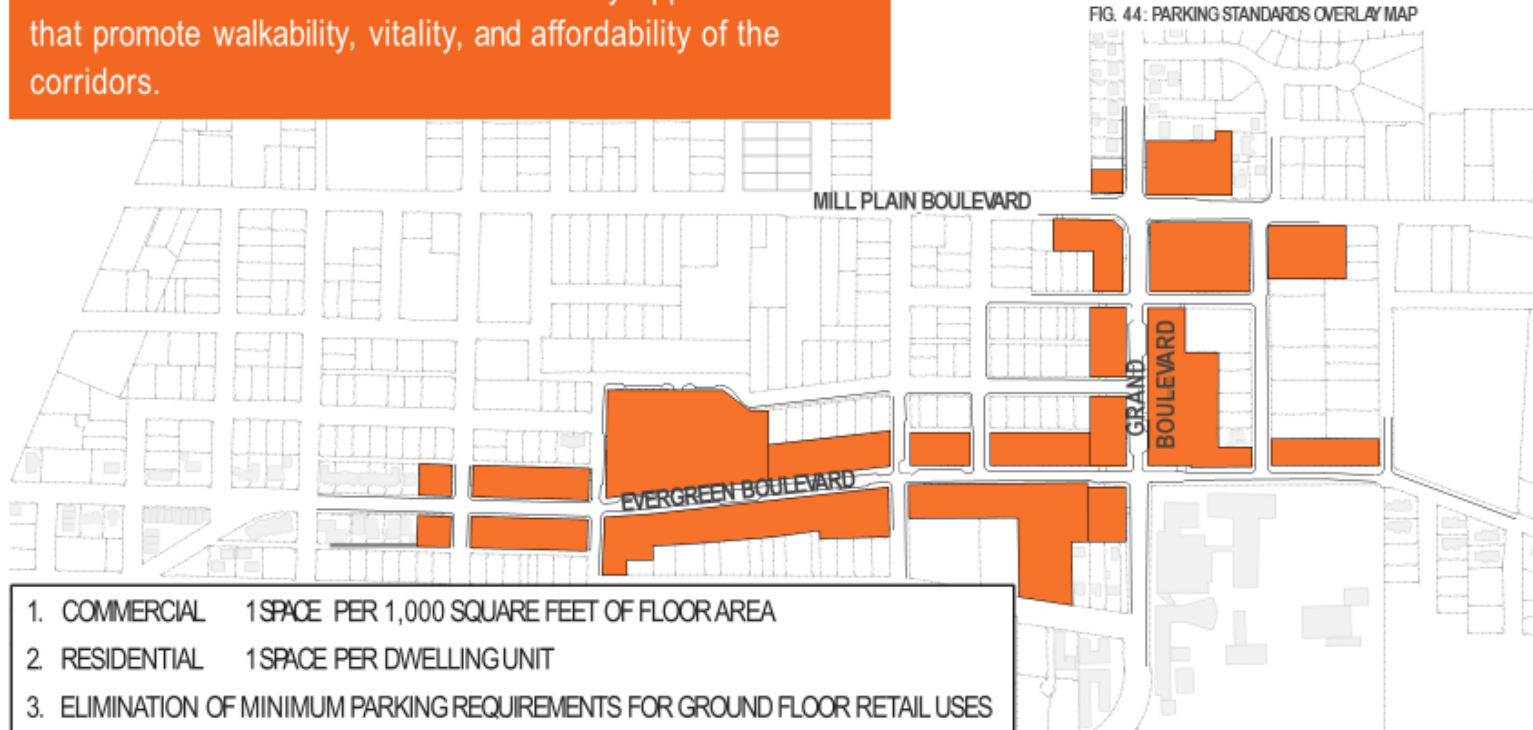 that promote walkability, vitality, and affordability of the
corridors.
FIG. 44: PARKING STANDARDS OVERLAY MAP
MILL PLAIN BOULEVARD
GRAND
BOULEVARD
EVERGREEN BOULEVARD
1. COMMERCIAL 1 SPACE PER 1,000 SQUARE FEET OF FLOOR AREA
2. RESIDENTIAL 1 SPACE PER DWELLING UNIT
3. ELIMINATION OF MINIMUM PARKING REQUIREMENTS FOR GROUND FLOOR RETAIL USES